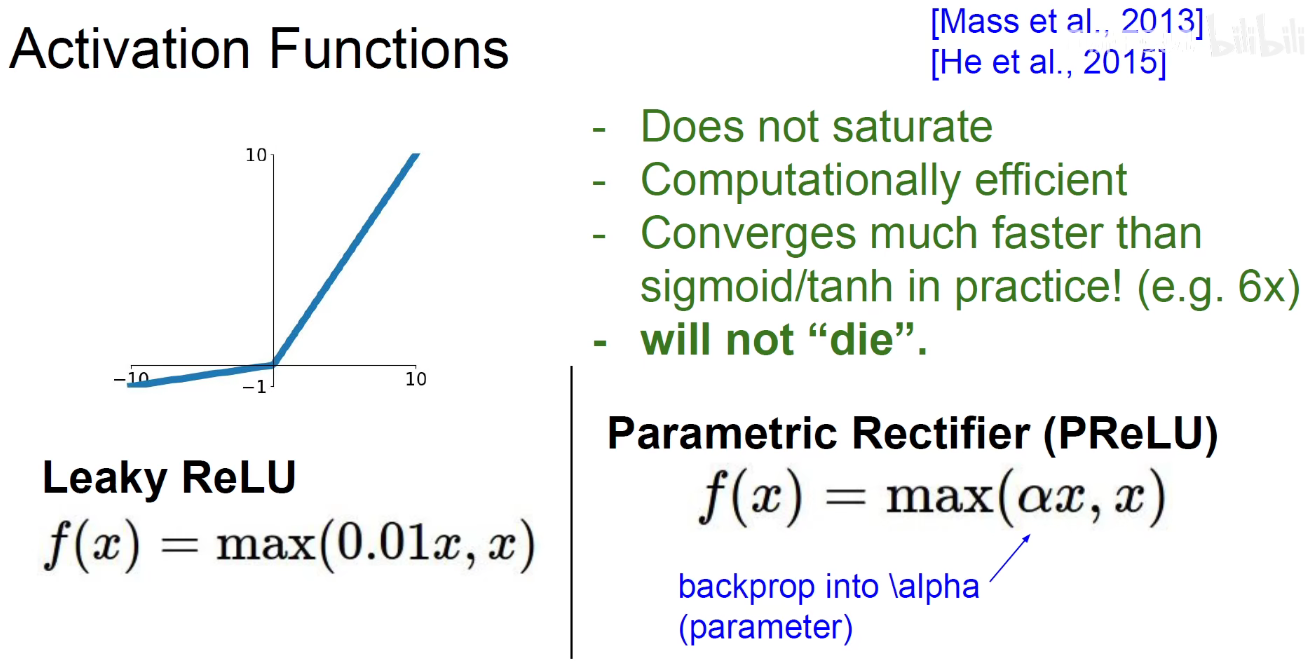 Activation Functions
[Mass et al., 2013]
[He et al., 2015]
bilibili
- Does not saturate
- Computationally efficient
- Converges much faster than
sigmoid/tanh in practice! (e.g. 6x)
- will not “die”.
10
−10
−1
10
Leaky ReLU
f(x) = max(0.01x, x)
Parametric Rectifier (PReLU)
f(x) = max(αx, x)
backprop into \alpha
(parameter)